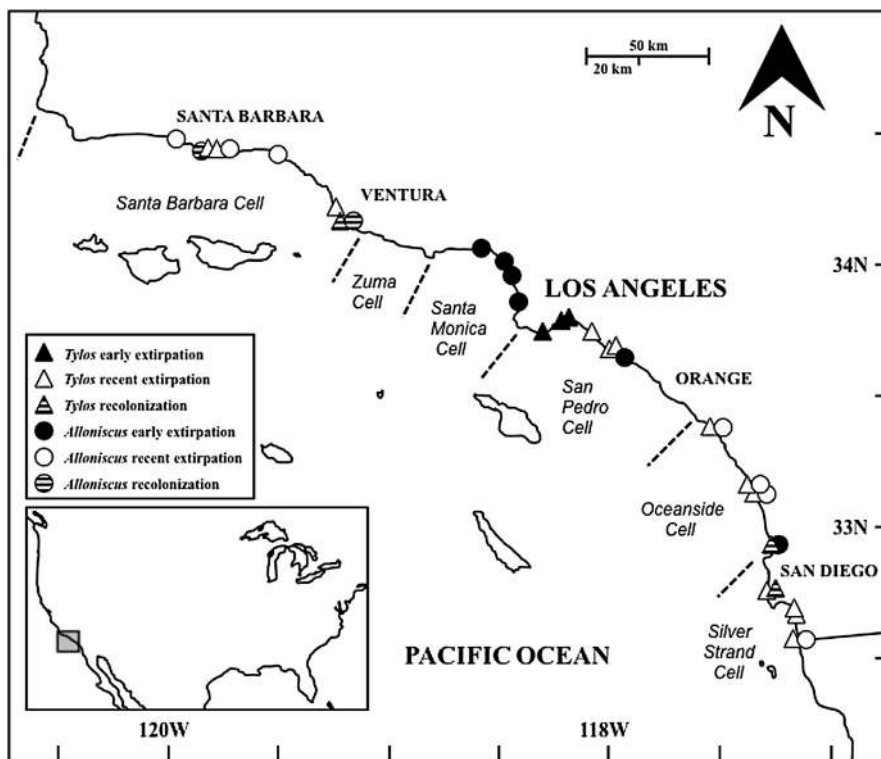 50 km
20 km
N
SANTA BARBARA
Santa Barbara Cell
VENTURA
34N
Zuma
Cell
LOS ANGELES
Santa
Monica
Cell
Tylos early extirpation
Tylos recent extirpation
Tylos recolonization
Alloniscus early extirpation
Alloniscus recent extirpation
Alloniscus recolonization
San
Pedro
Cell
ORANGE
Oceanside
Cell
33N
SAN DIEGO
Silver
Strand
Cell
PACIFIC OCEAN
120W
118W